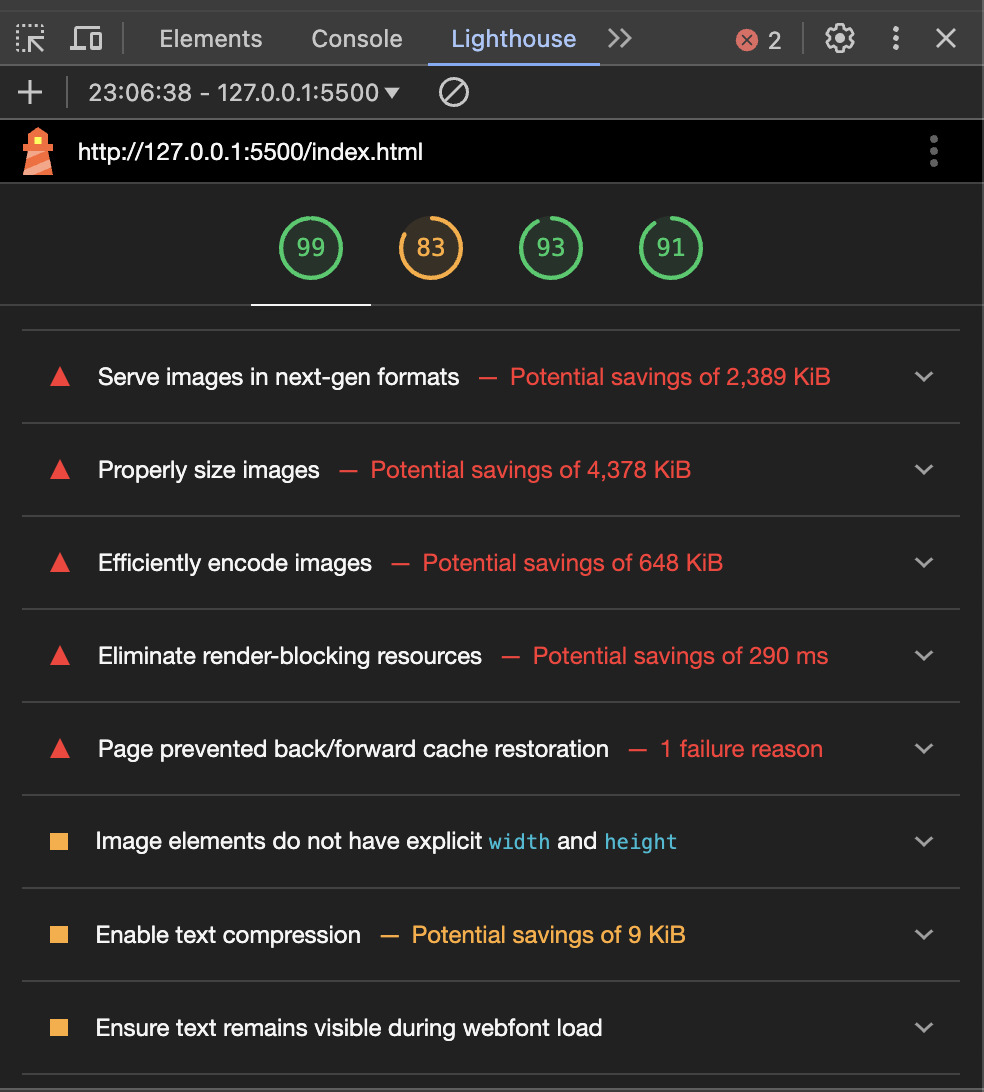 Elements Console Lighthouse 2
23:06:38 - 127.0.0.1:5500
http://127.0.0.1:5500/index.html
99 83 93 91
Serve images in next-gen formats — Potential savings of 2,389 KiB
Properly size images — Potential savings of 4,378 KiB
Efficiently encode images — Potential savings of 648 KiB
Eliminate render-blocking resources — Potential savings of 290 ms
Page prevented back/forward cache restoration — 1 failure reason
Image elements do not have explicit width and height
Enable text compression — Potential savings of 9 KiB
Ensure text remains visible during webfont load